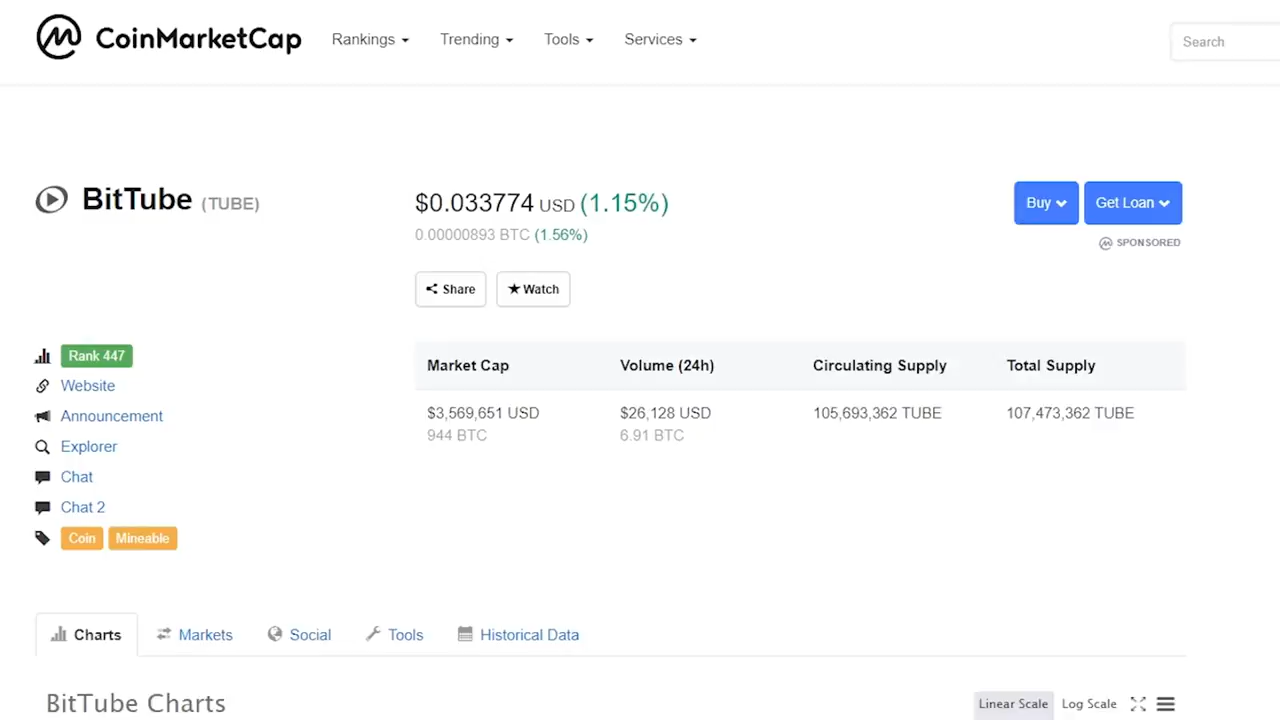 CoinMarketCap Rankings Trending Tools Services Search
BitTube (TUBE)
$0.033774 USD (1.15%)
0.00000893 BTC (1.56%)
Buy Get Loan
SPONSORED
Share Watch
Rank 447
Website
Announcement
Explorer
Chat
Chat 2
Coin Mineable
Market Cap Volume (24h) Circulating Supply Total Supply
$3,569,651 USD $26,128 USD 105,693,362 TUBE 107,473,362 TUBE
944 BTC 6.91 BTC
Charts Markets Social Tools Historical Data
BitTube Charts
Linear Scale Log Scale